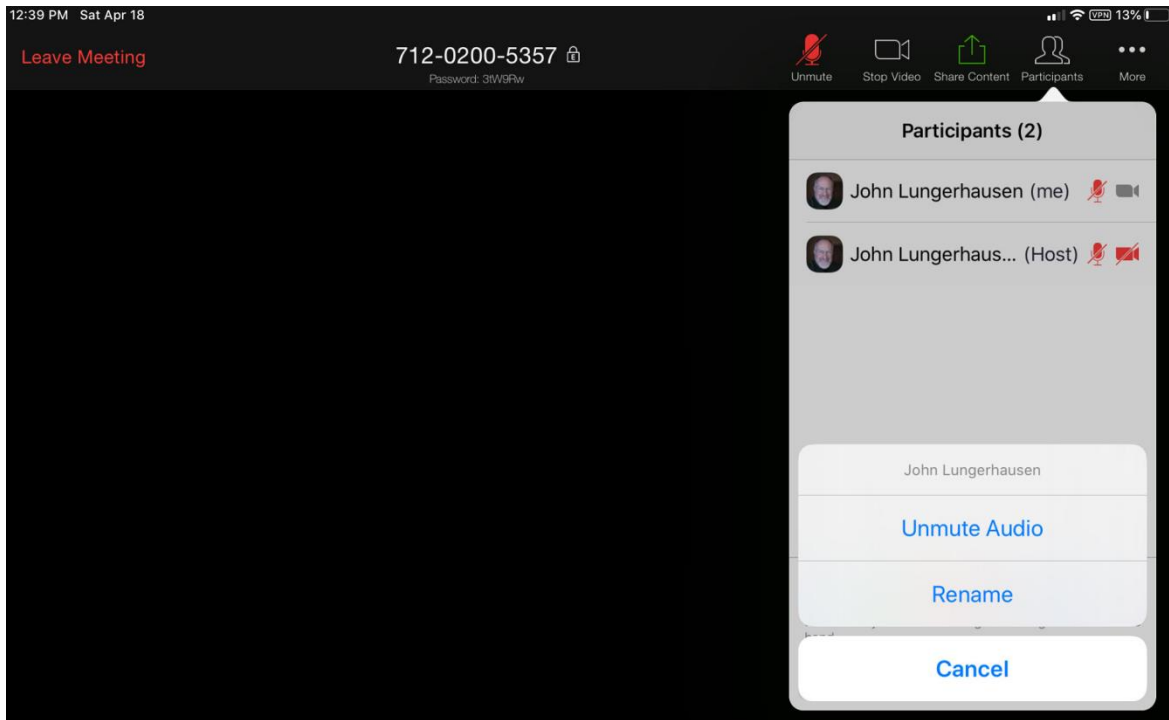 12:39 PM Sat Apr 18
VPN 13%
Leave Meeting
712-0200-5357
Password: 3tW9Rw
Unmute
Stop Video
Share Content
Participants
More
Participants (2)
John Lungerhausen (me)
John Lungerhaus... (Host)
John Lungerhausen
Unmute Audio
Rename
Cancel